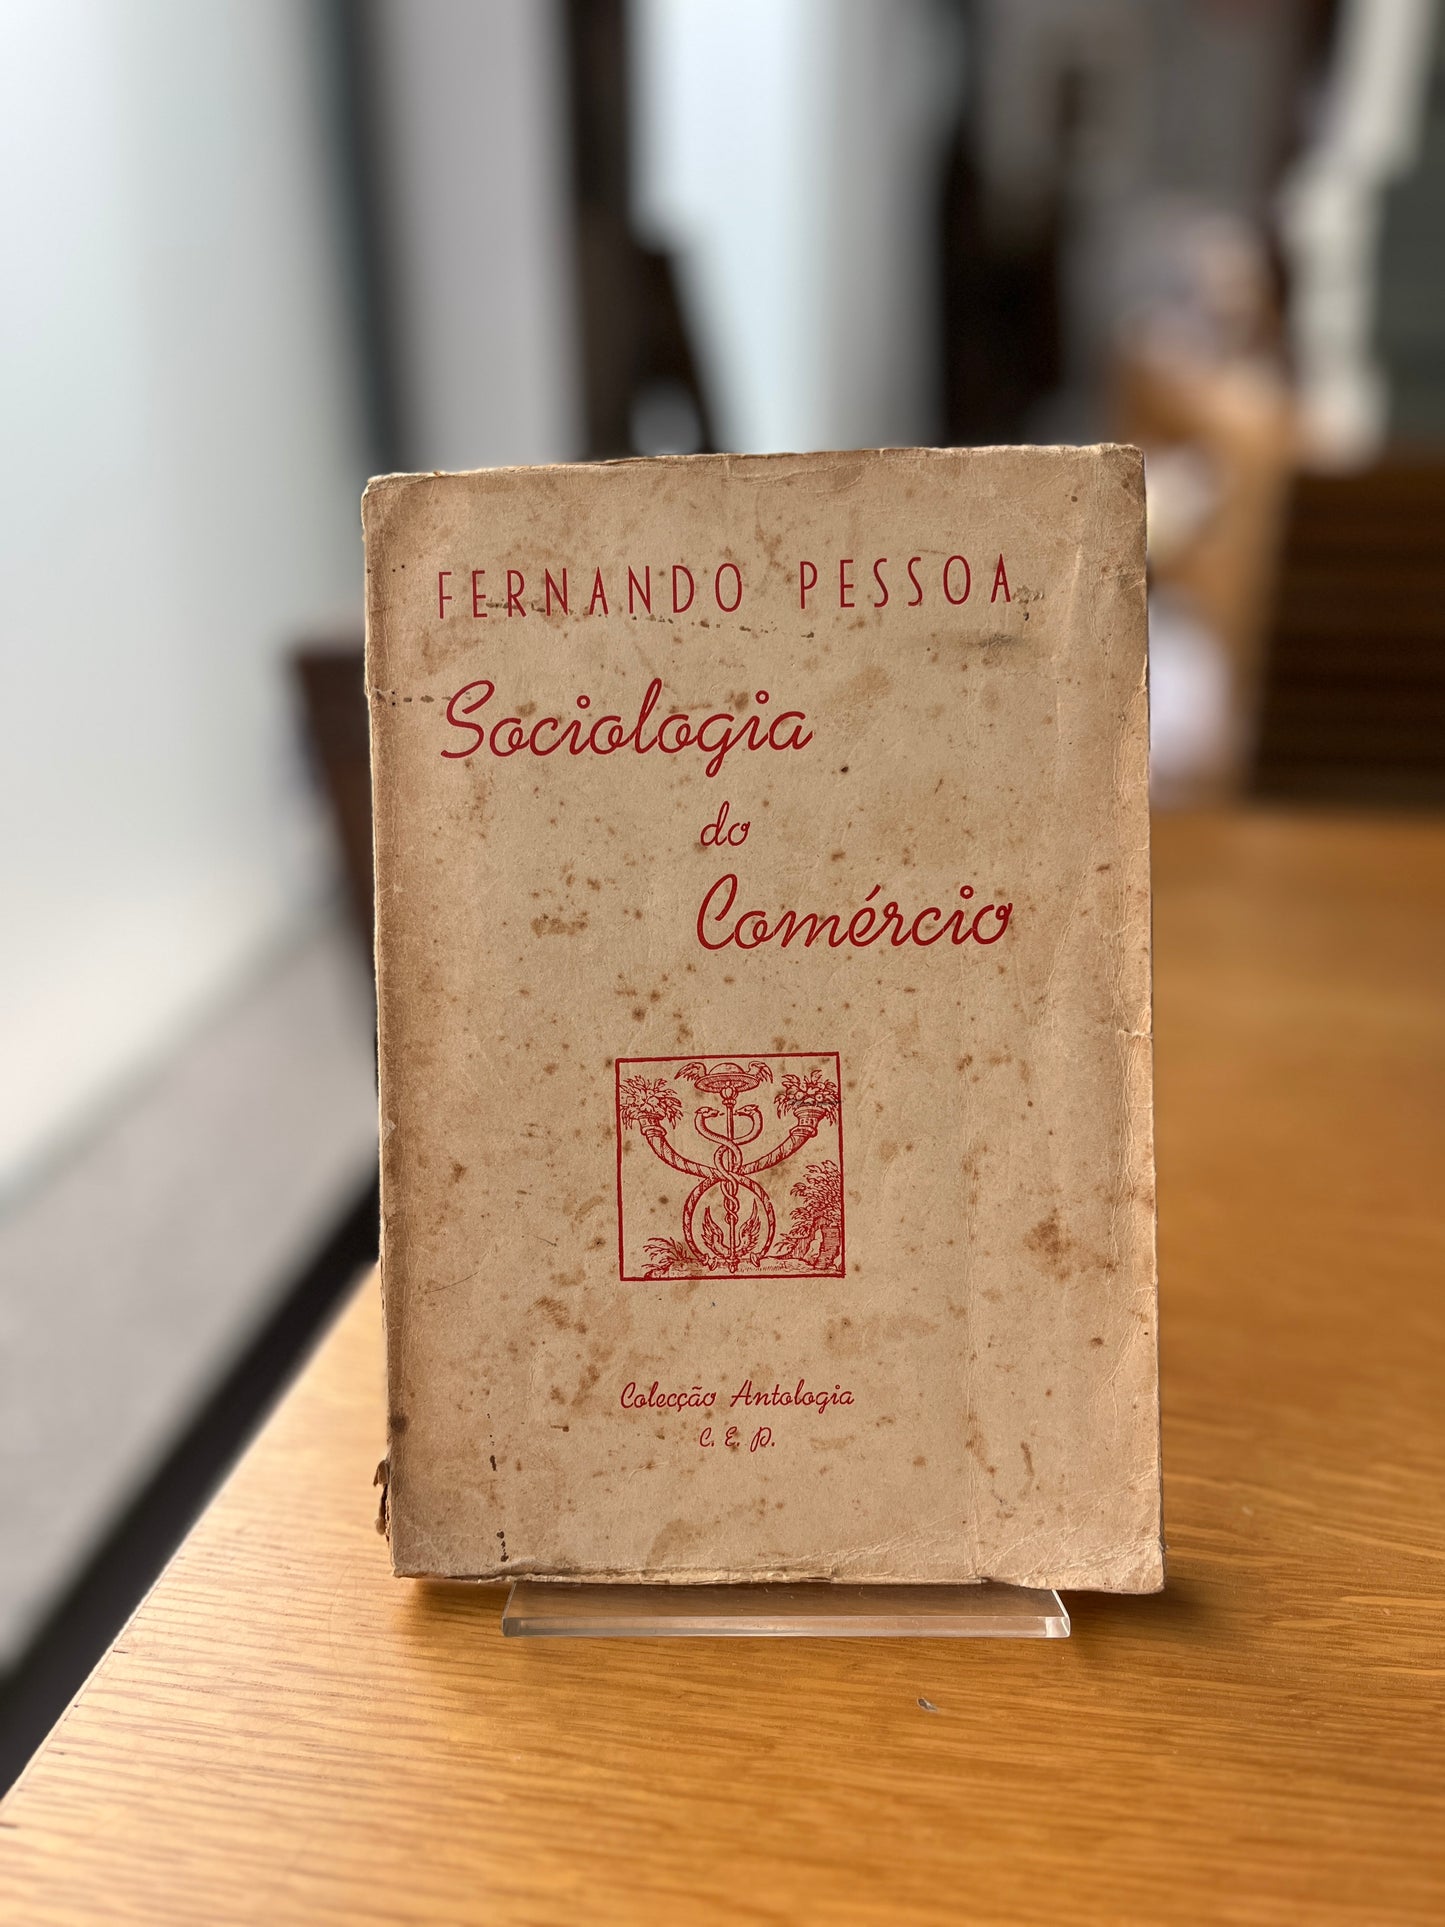 FERNANDO PESSOA
Sociologia
do
Comércio
Colecção Antologia
C. E. P.